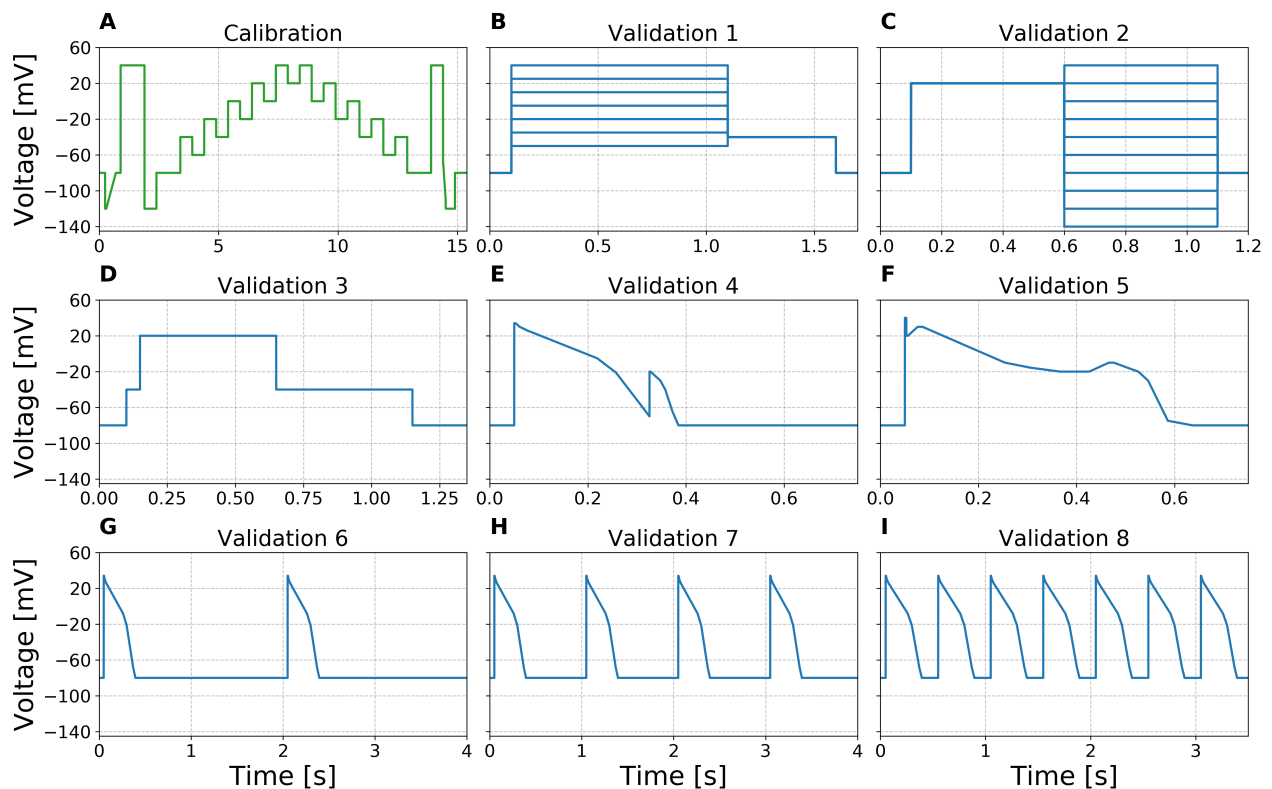 A
Calibration
B
Validation 1
C
Validation 2
Voltage [mV]
60
20
−20
−60
−100
−140
0
5
10
15
0.0
0.5
1.0
1.5
0.0
0.2
0.4
0.6
0.8
1.0
1.2
D
Validation 3
E
Validation 4
F
Validation 5
Voltage [mV]
60
20
−20
−60
−100
−140
0.00
0.25
0.50
0.75
1.00
1.25
0.0
0.2
0.4
0.6
0.0
0.2
0.4
0.6
G
Validation 6
H
Validation 7
I
Validation 8
Voltage [mV]
60
20
−20
−60
−100
−140
0
1
2
3
4
0
1
2
3
4
0
1
2
3
Time [s]
Time [s]
Time [s]